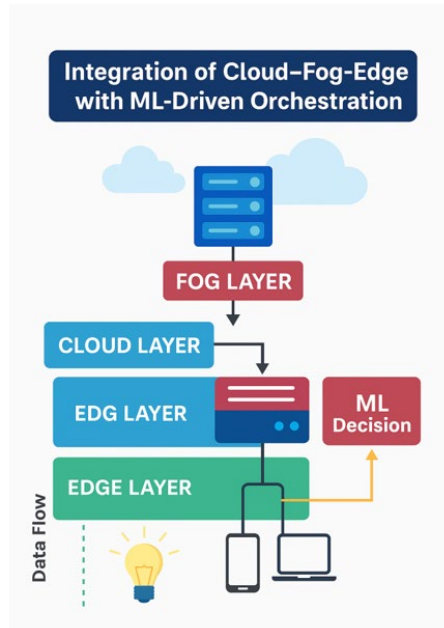 Integration of Cloud–Fog-Edge
with ML-Driven Orchestration
FOG LAYER
CLOUD LAYER
EDG LAYER
ML
Decision
EDGE LAYER
Data Flow